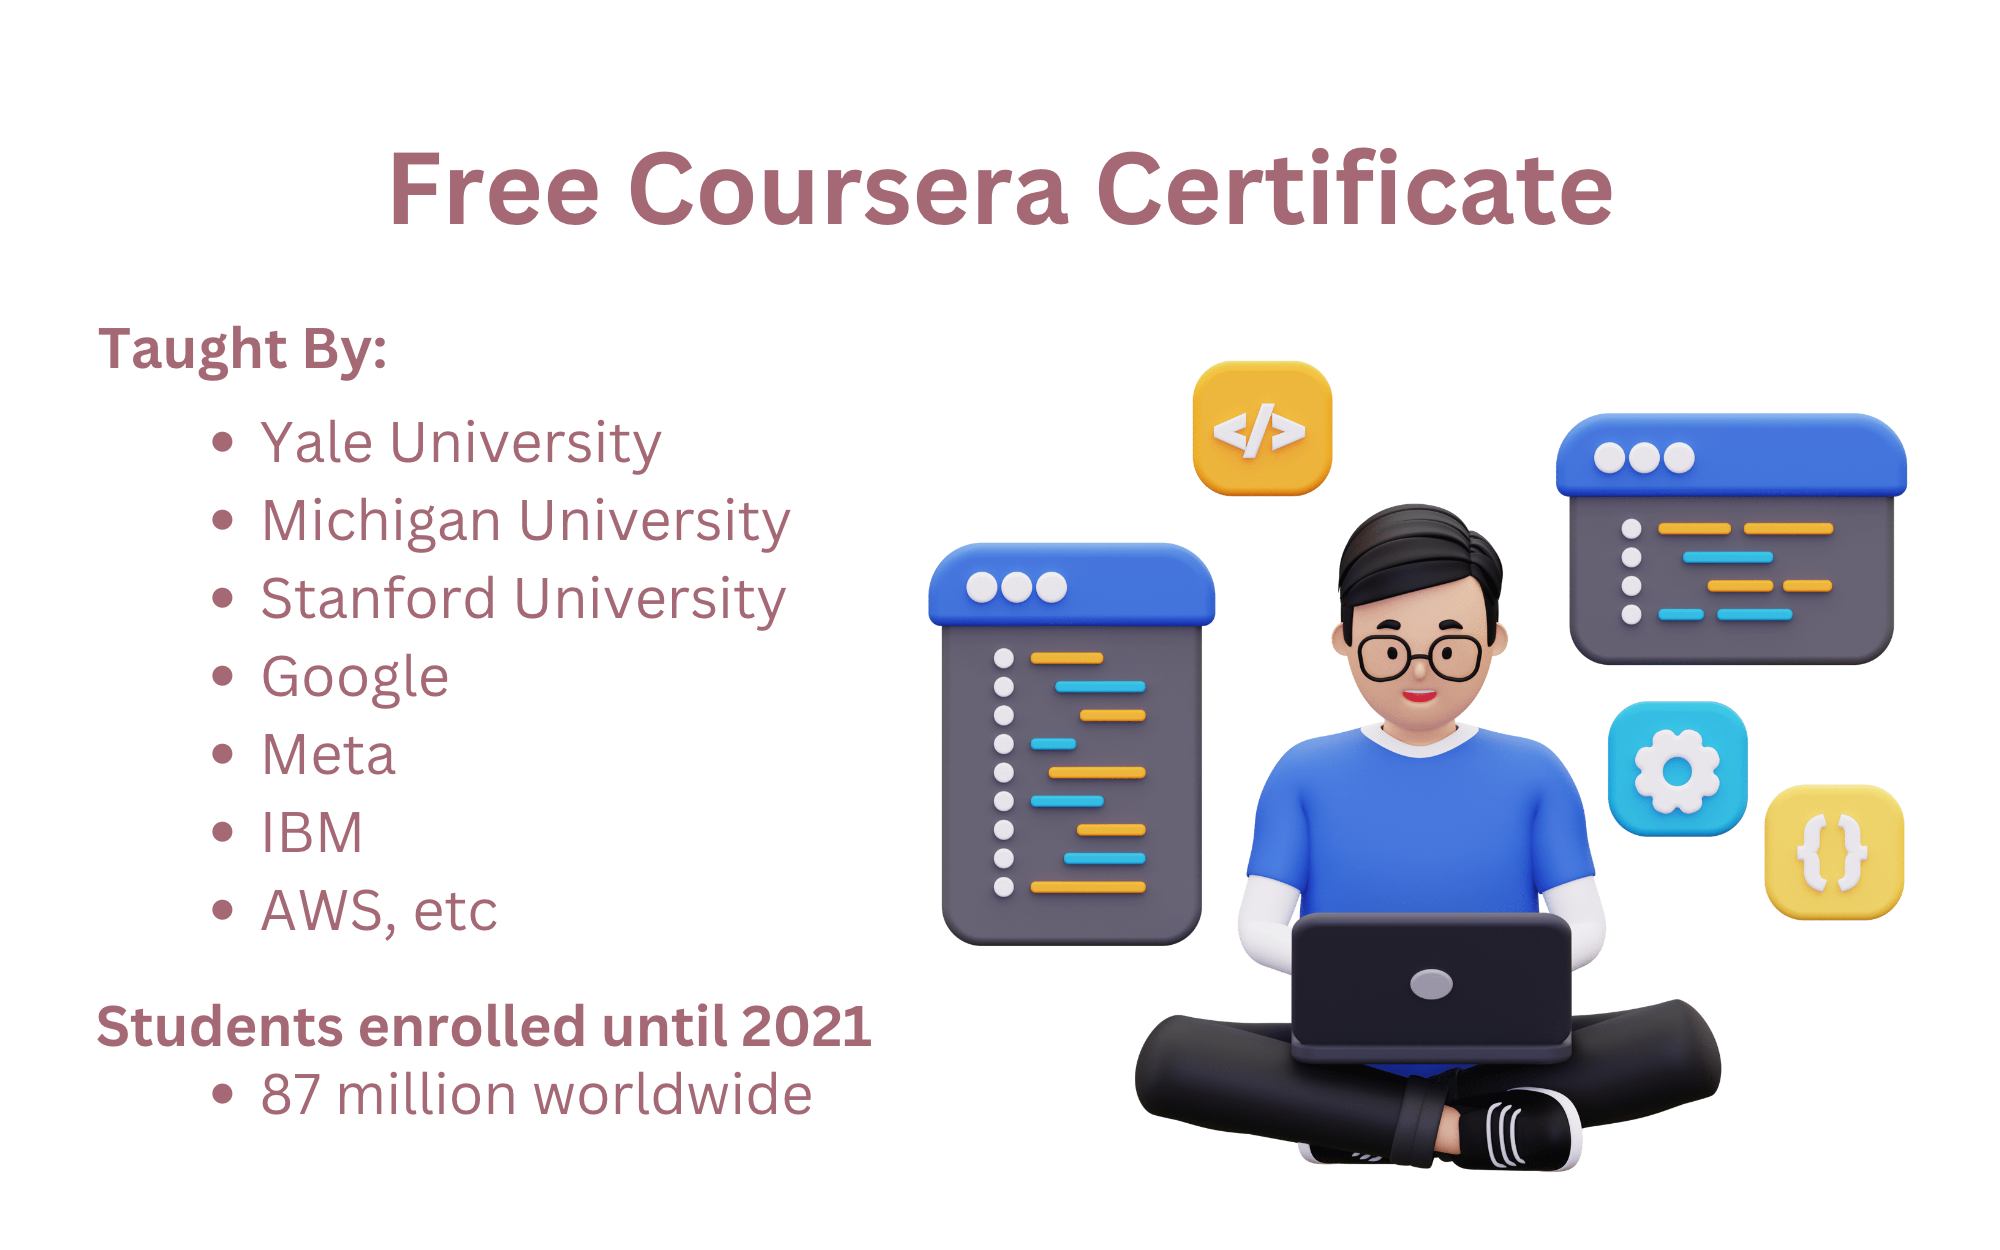 Free Coursera Certificate
Taught By:
• Yale University
• Michigan University
• Stanford University
• Google
• Meta
• IBM
• AWS, etc
Students enrolled until 2021
• 87 million worldwide
</>
{}